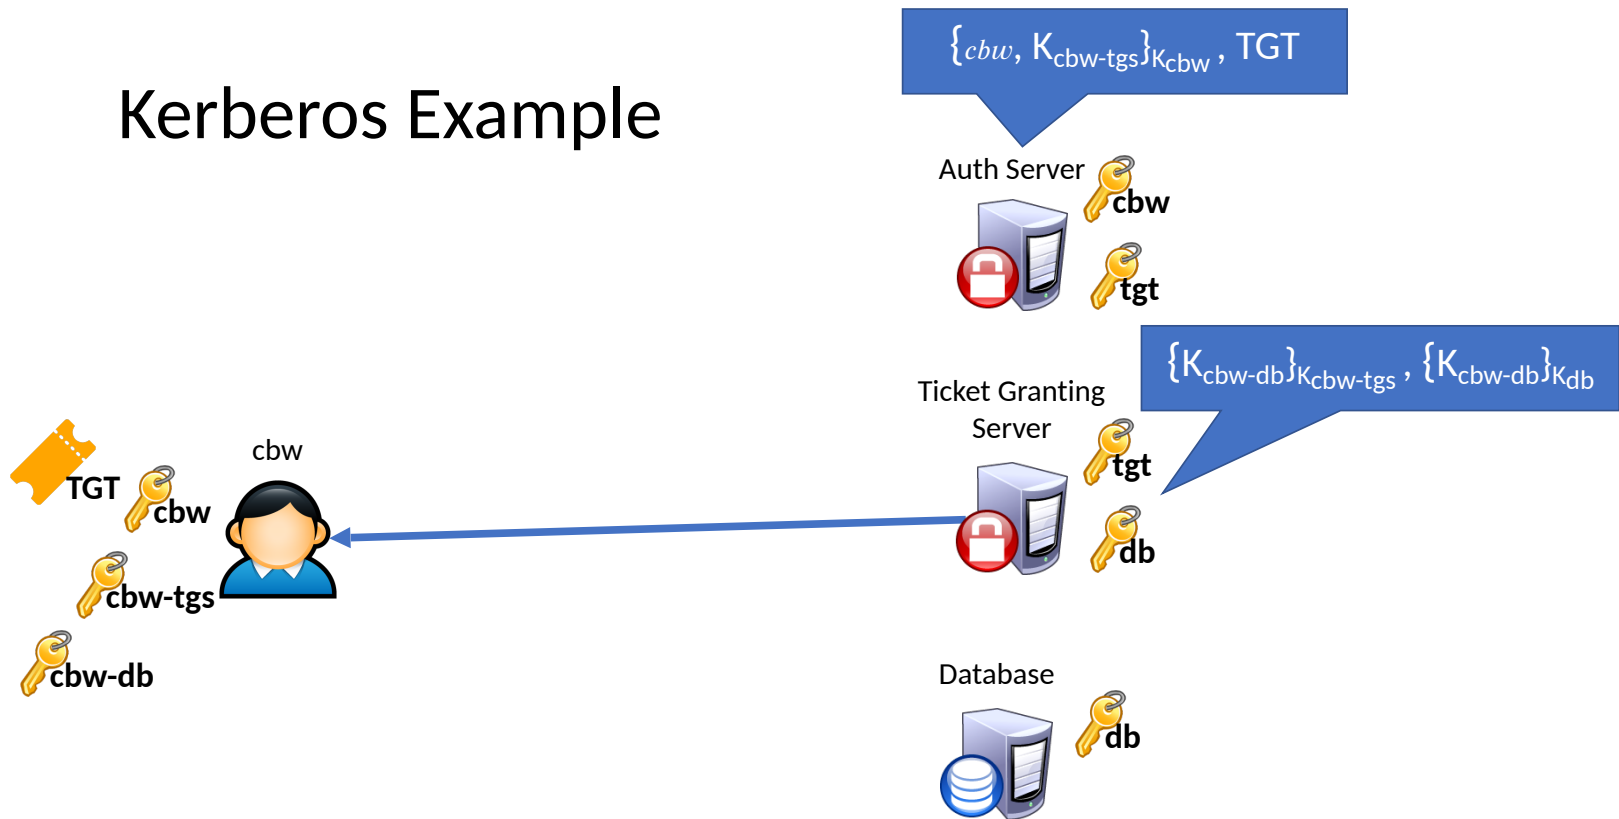 Kerberos Example
{cbw, Kcbw-tgs}Kcbw , TGT
Auth Server
cbw
tgt
{Kcbw-db}Kcbw-tgs , {Kcbw-db}Kdb
Ticket Granting
Server
tgt
db
cbw
TGT
cbw
cbw-tgs
cbw-db
Database
db